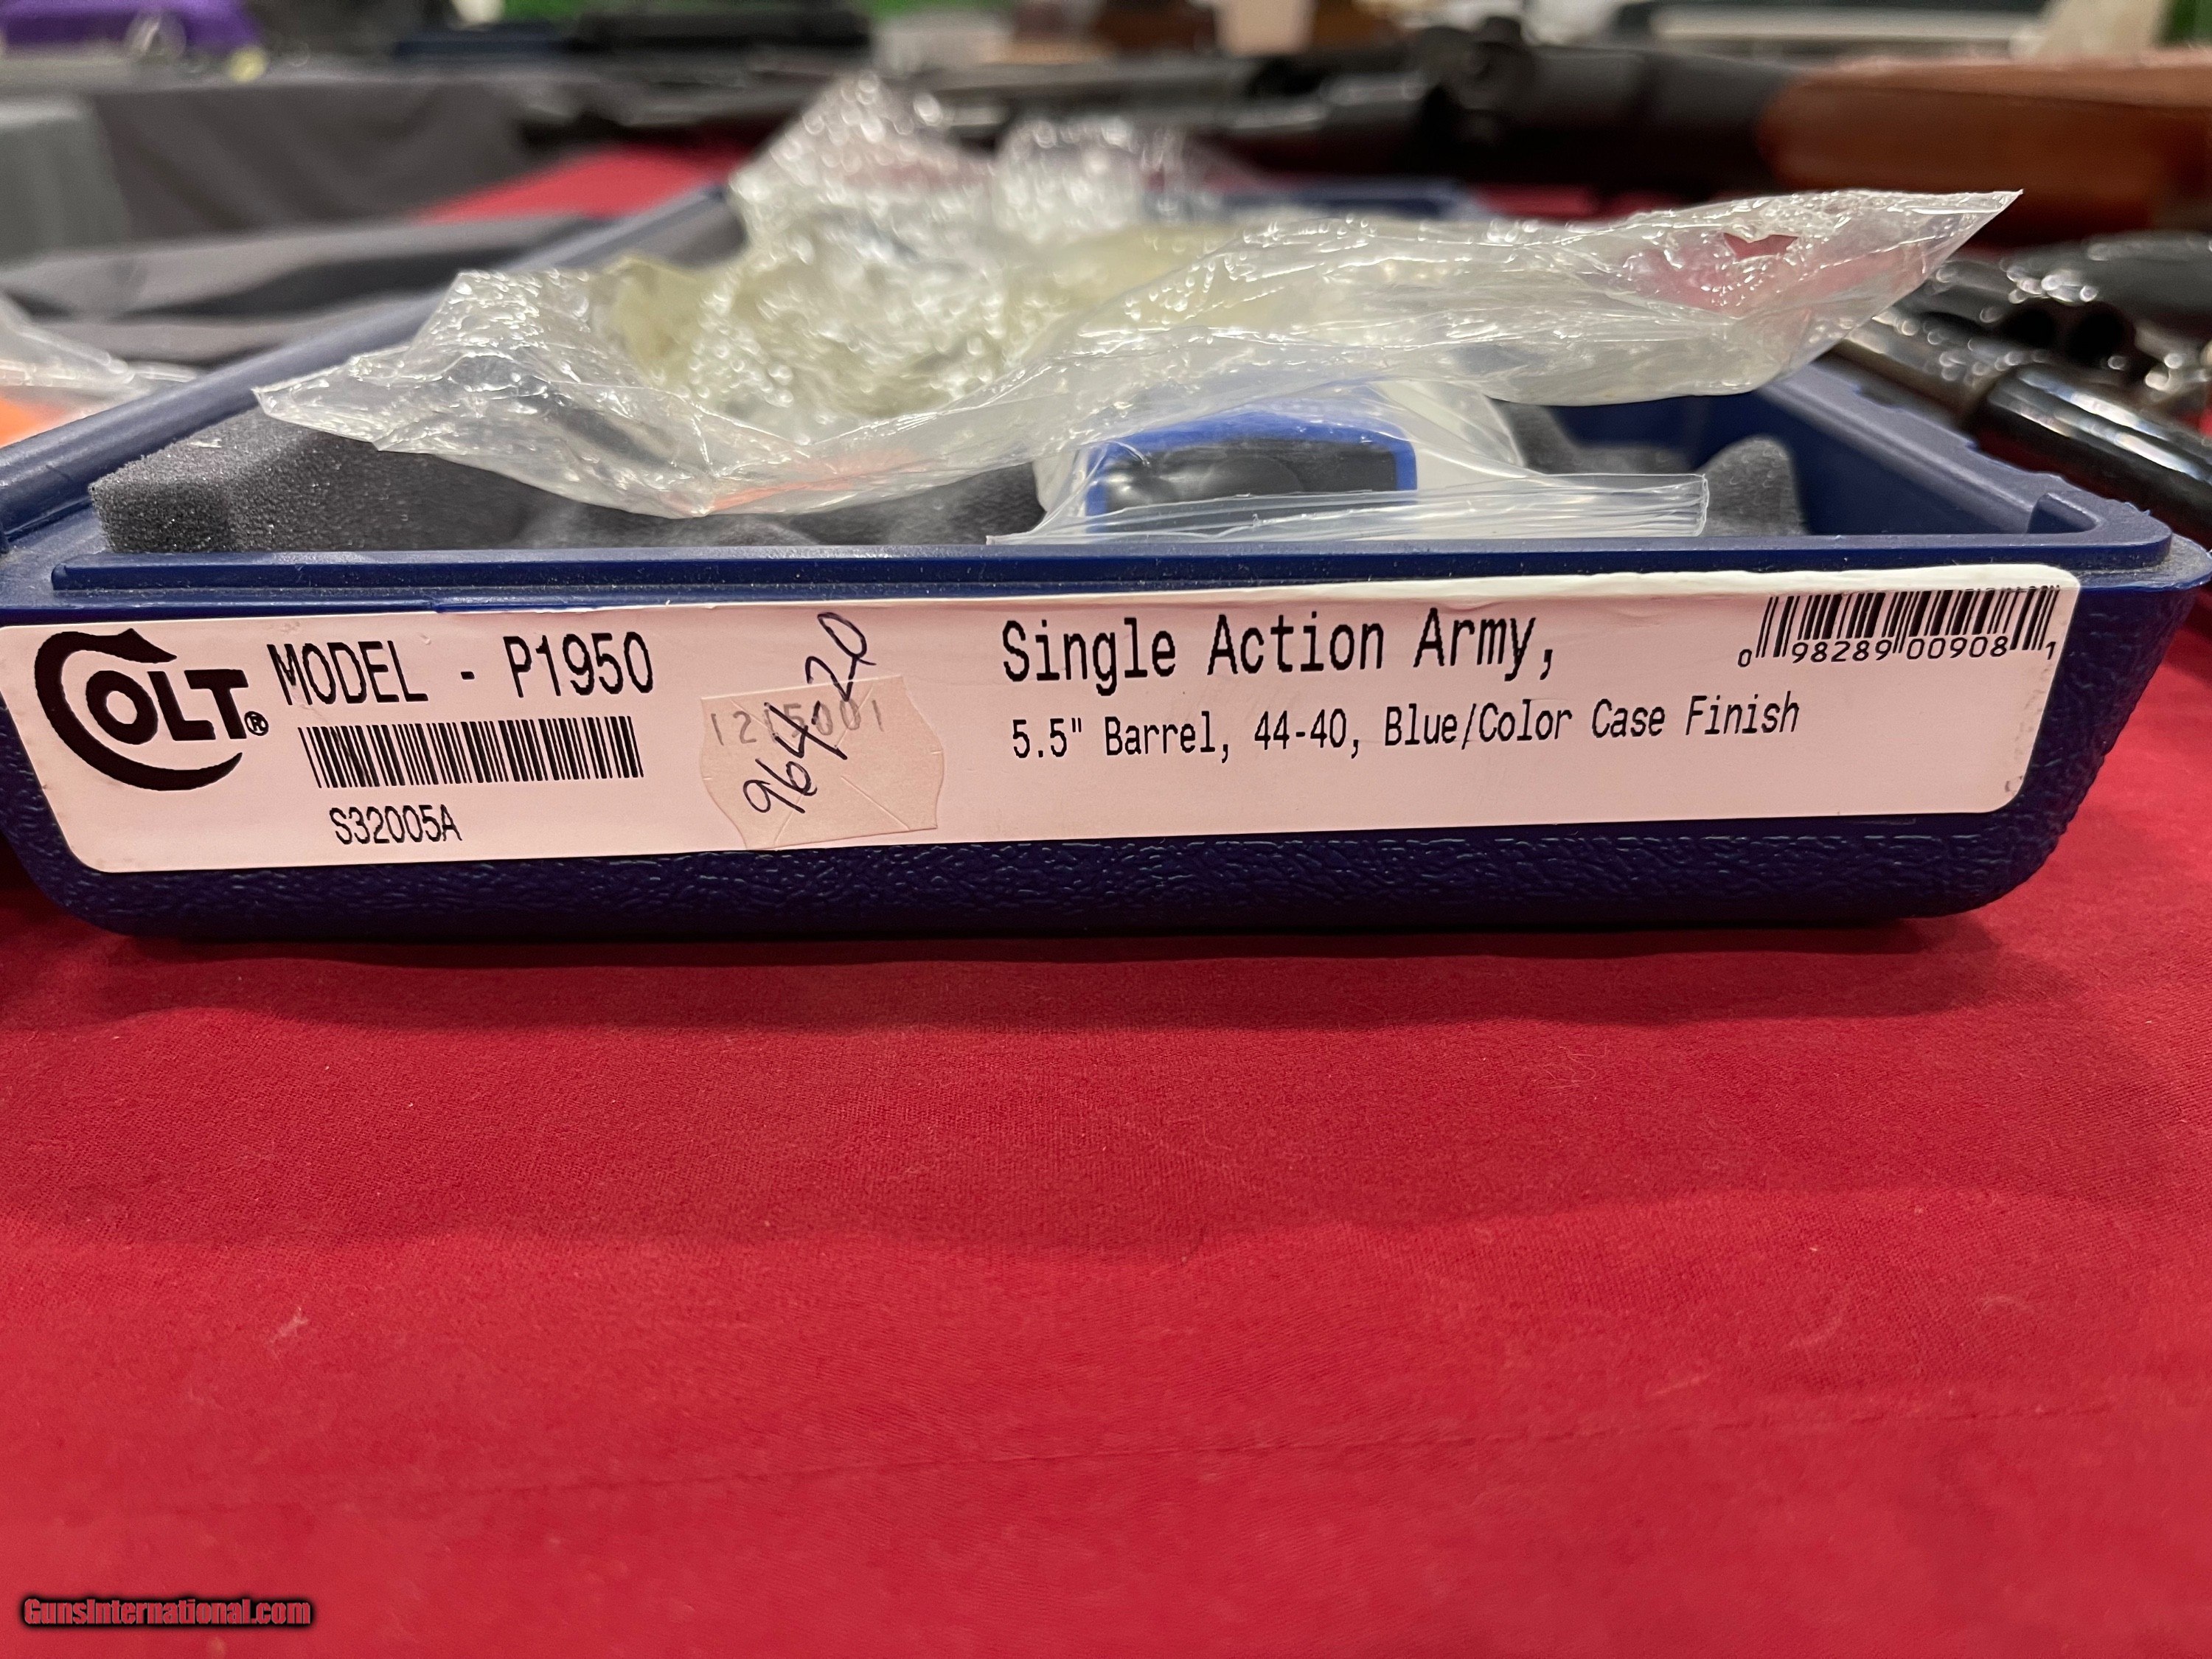 COLT®
MODEL - P1950
S32005A
964.20
Single Action Army,
5.5" Barrel, 44-40, Blue/Color Case Finish
0 98289 00908 1
GunsInternational.com